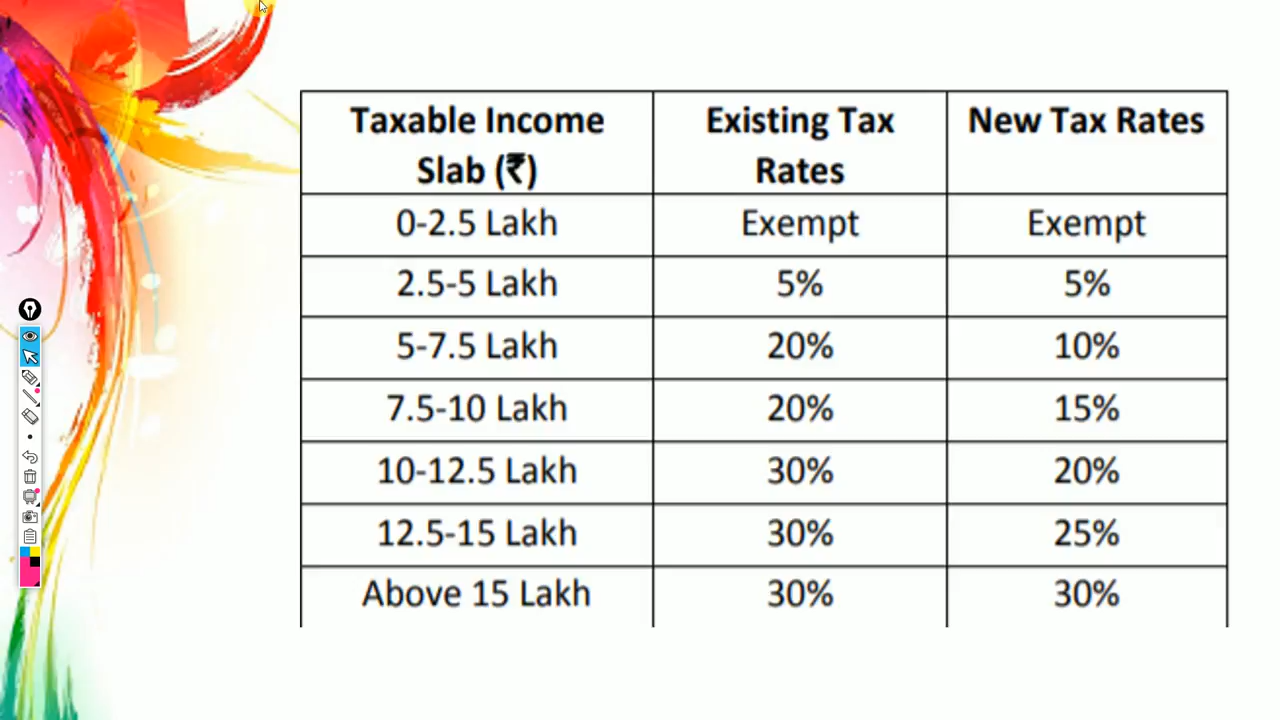 Taxable Income Existing Tax New Tax Rates
Slab (₹) Rates
0-2.5 Lakh Exempt Exempt
2.5-5 Lakh 5% 5%
5-7.5 Lakh 20% 10%
7.5-10 Lakh 20% 15%
10-12.5 Lakh 30% 20%
12.5-15 Lakh 30% 25%
Above 15 Lakh 30% 30%